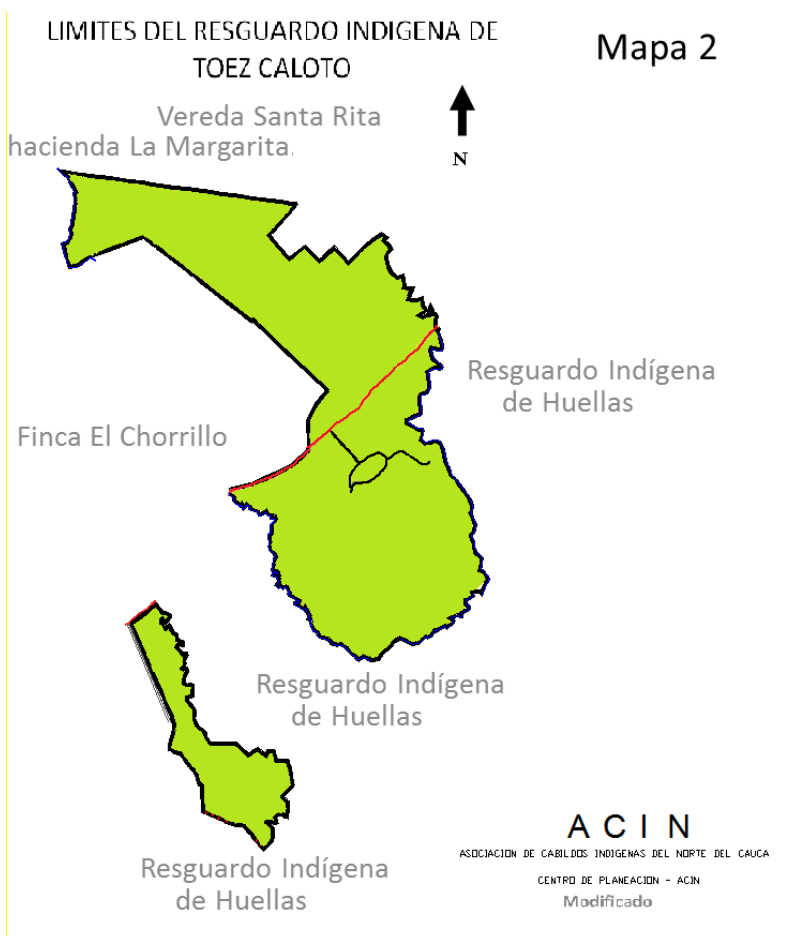 LIMITES DEL RESGUARDO INDIGENA DE
TOEZ CALOTO
Mapa 2
Vereda Santa Rita
hacienda La Margarita.
N
Resguardo Indígena
de Huellas
Finca El Chorrillo
Resguardo Indígena
de Huellas
Resguardo Indígena
de Huellas
A C I N
ASOCIACION DE CABILDOS INDIGENAS DEL NORTE DEL CAUCA
CENTRO DE PLANEACION - ACIN
Modificado